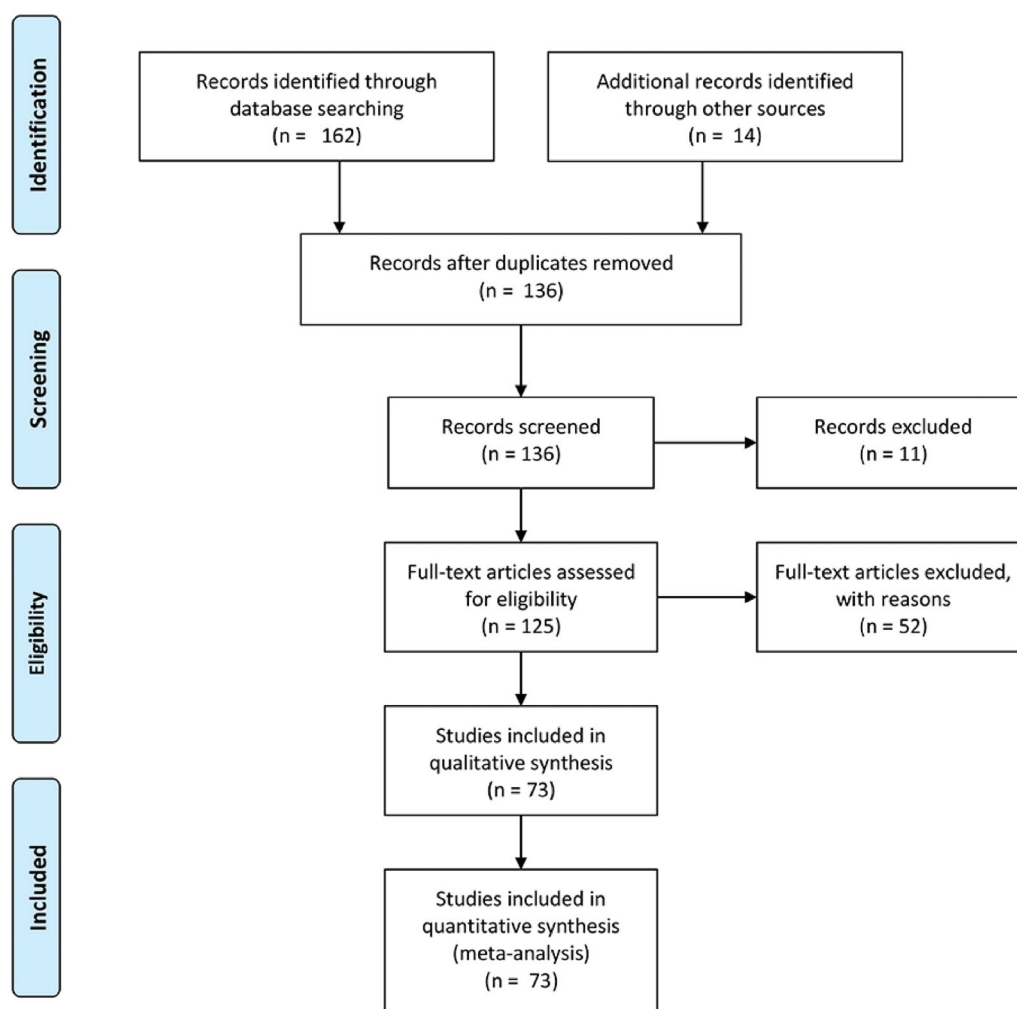 Identification
Records identified through
database searching
(n = 162)
Additional records identified
through other sources
(n = 14)
Records after duplicates removed
(n = 136)
Screening
Records screened
(n = 136)
Records excluded
(n = 11)
Eligibility
Full-text articles assessed
for eligibility
(n = 125)
Full-text articles excluded,
with reasons
(n = 52)
Studies included in
qualitative synthesis
(n = 73)
Included
Studies included in
quantitative synthesis
(meta-analysis)
(n = 73)